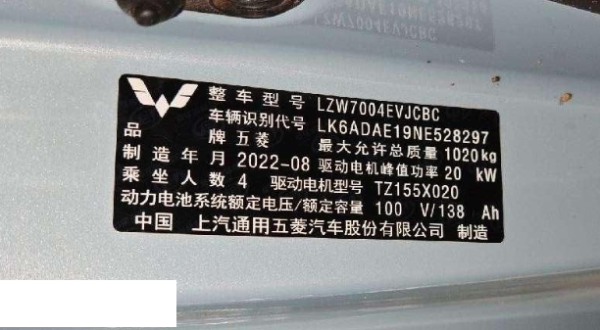 整车型号 LZW7004EVJCBC
车辆识别代号 LK6ADAE19NE528297
品牌 五菱 最大允许总质量 1020kg
制造年月 2022-08 驱动电机峰值功率 20 kW
乘坐人数 4 驱动电机型号 TZ155X020
动力电池系统额定电压/额定容量 100 V/138 Ah
中国 上汽通用五菱汽车股份有限公司 制造